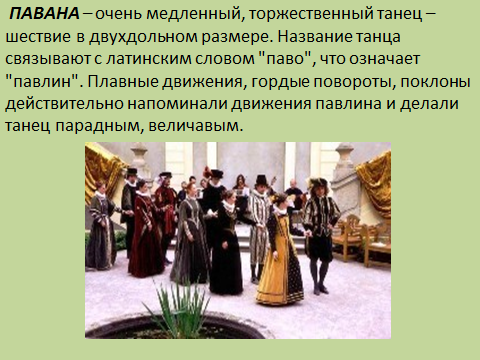 ПАВАНА – очень медленный, торжественный танец –
шествие в двухдольном размере. Название танца
связывают с латинским словом "паво", что означает
"павлин". Плавные движения, гордые повороты, поклоны
действительно напоминали движения павлина и делали
танец парадным, величавым.